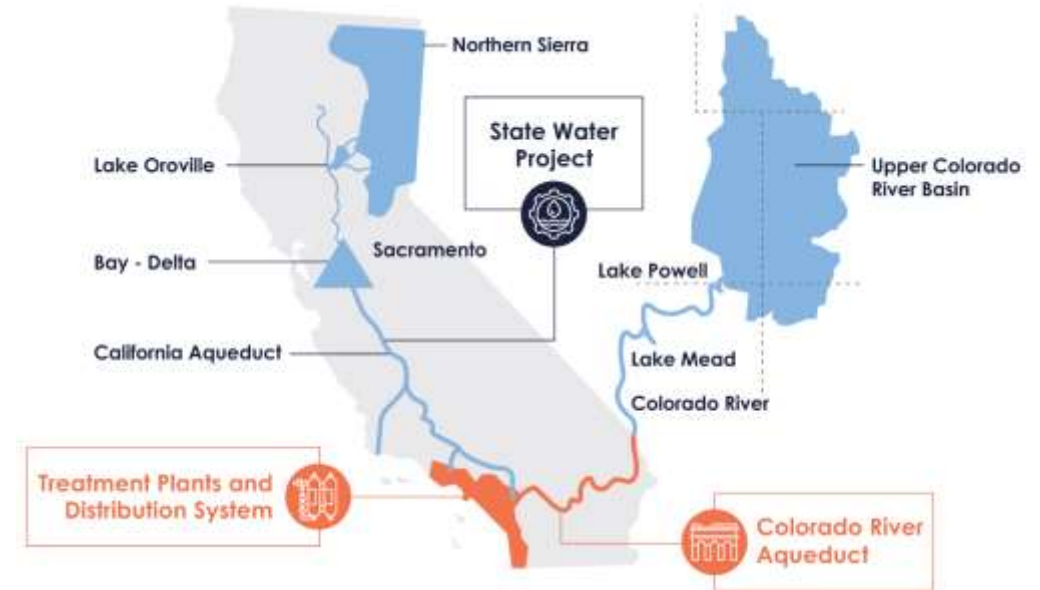 Northern Sierra
State Water
Project
Lake Oroville
Upper Colorado
River Basin
Sacramento
Bay - Delta
Lake Powell
California Aqueduct
Lake Mead
Colorado River
Treatment Plants and
Distribution System
Colorado River
Aqueduct